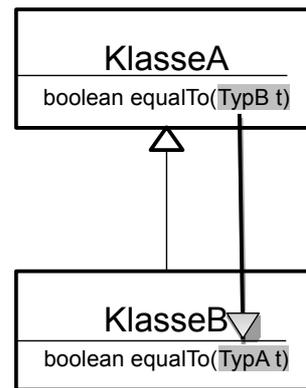 KlasseA
boolean equalTo(TypB t)
KlasseB
boolean equalTo(TypA t)